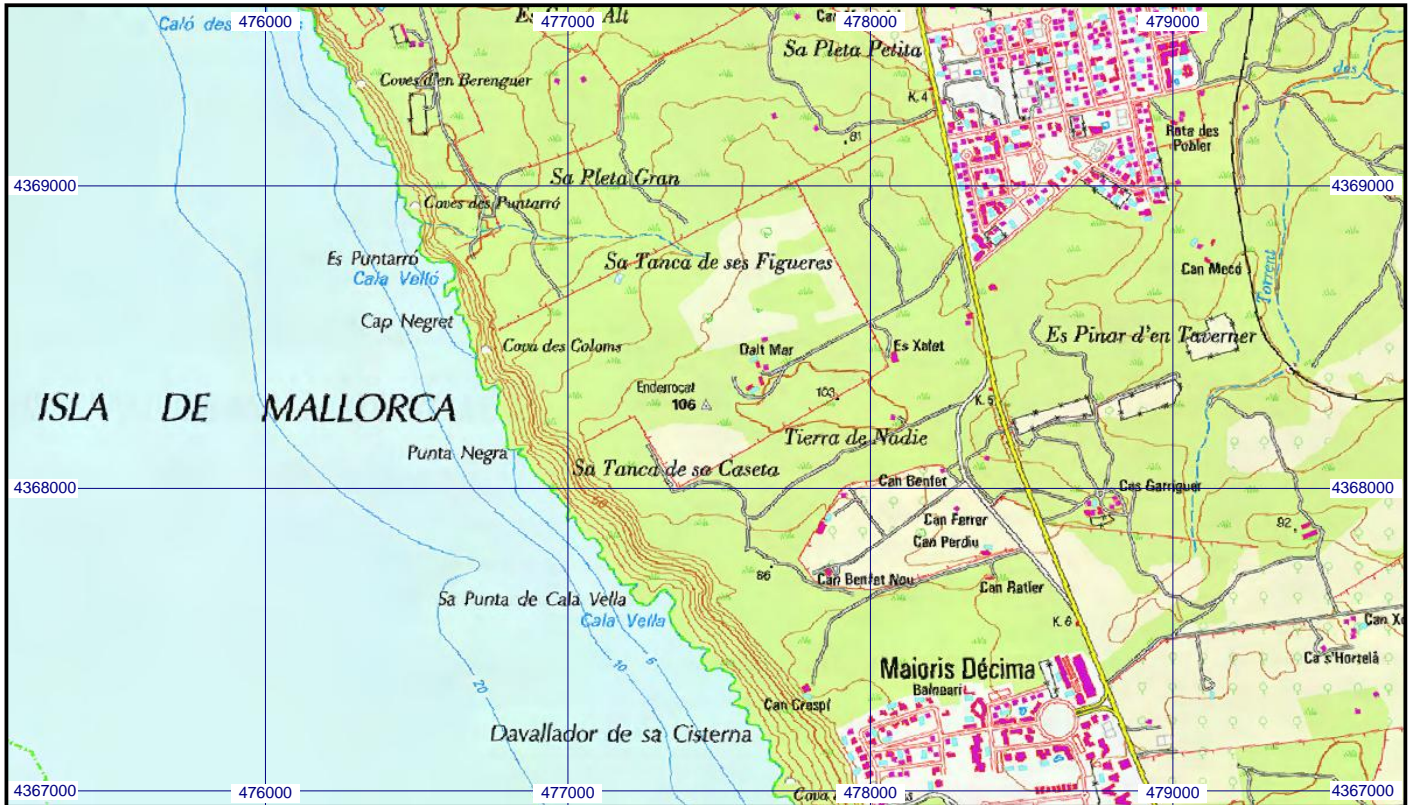 476000
477000
478000
479000
Caló des
Alt
Sa Pleta Petita
Coves d'en Berenguer
des
K. 4
81
Rota des
Pobler
4369000
Sa Pleta Gran
4369000
Coves des Puntarró
Es Puntarró
Cala Velló
Sa Tanca de ses Figueres
Can Mecó
Torrent
Cap Negret
Cova des Coloms
Dalt Mar
Es Xalet
Es Pinar d'en Taverner
Enderrocat
106
103
K. 5
ISLA DE MALLORCA
Tierra de Nadie
Punta Negra
Sa Tanca de sa Caseta
Can Benfet
Cas Garriguer
4368000
50
Can Ferrer
92
Can Perdiu
86
Can Benfet Nou
Can Ratler
Sa Punta de Cala Vella
Cala Vella
K. 6
Ca s'Hortelá
10
6
20
Maioris Décima
Balneari
Can Crespí
Davallador de sa Cisterna
4367000
476000
477000
Cova
478000
479000
4367000